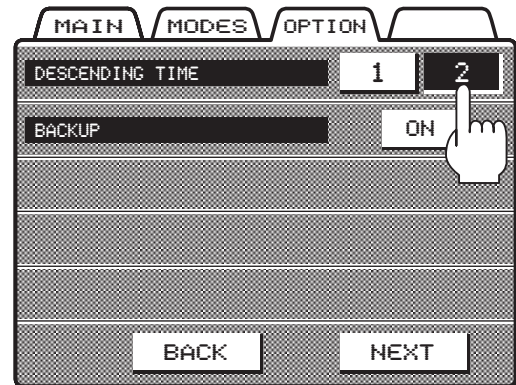 MAIN MODES OPTION
DESCENDING TIME 1 2
BACKUP ON
BACK NEXT